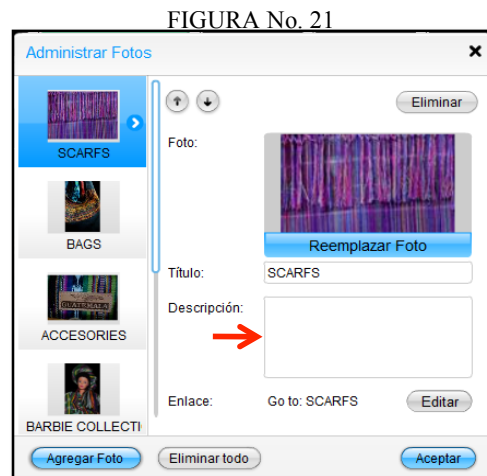 FIGURA No. 21
Administrar Fotos
SCARFS
BAGS
GUATEMALA
ACCESORIES
BARBIE COLLECTI
Eliminar
Foto:
Reemplazar Foto
Título: SCARFS
Descripción:
Enlace: Go to: SCARFS Editar
Agregar Foto Eliminar todo Aceptar